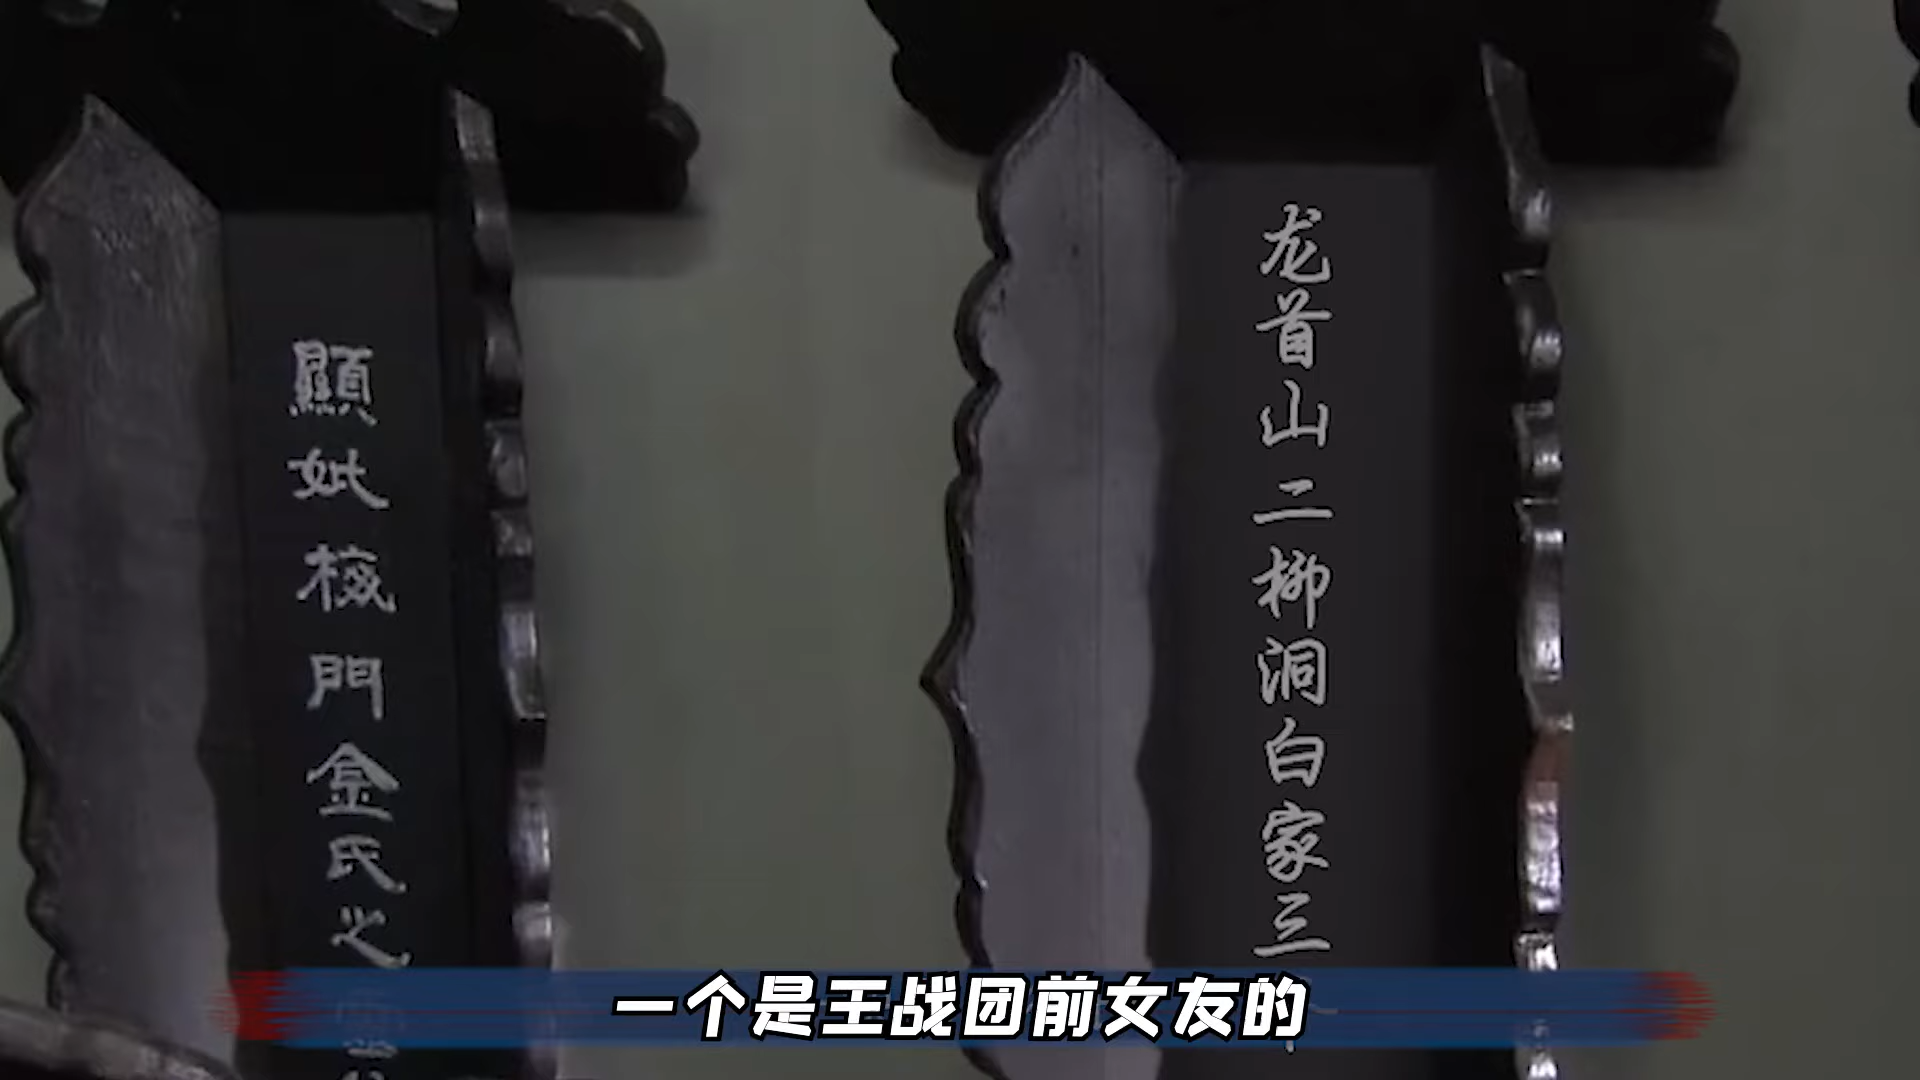 顯妣校門金氏之
龙首山二柳洞白家三
一个是王战团前女友的